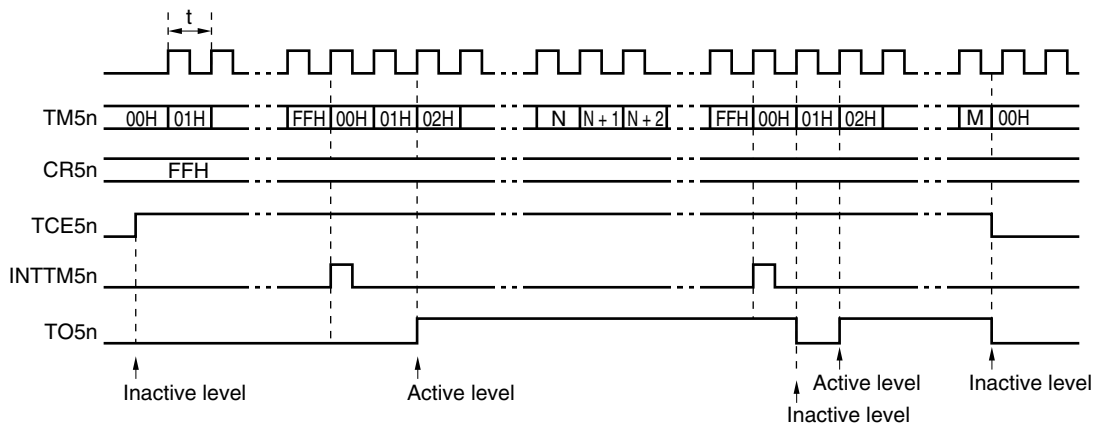 t
TM5n 00H 01H FFH 00H 01H 02H N N + 1 N + 2 FFH 00H 01H 02H M 00H
CR5n FFH
TCE5n
INTTM5n
TO5n
Inactive level Active level Active level Inactive level
Inactive level